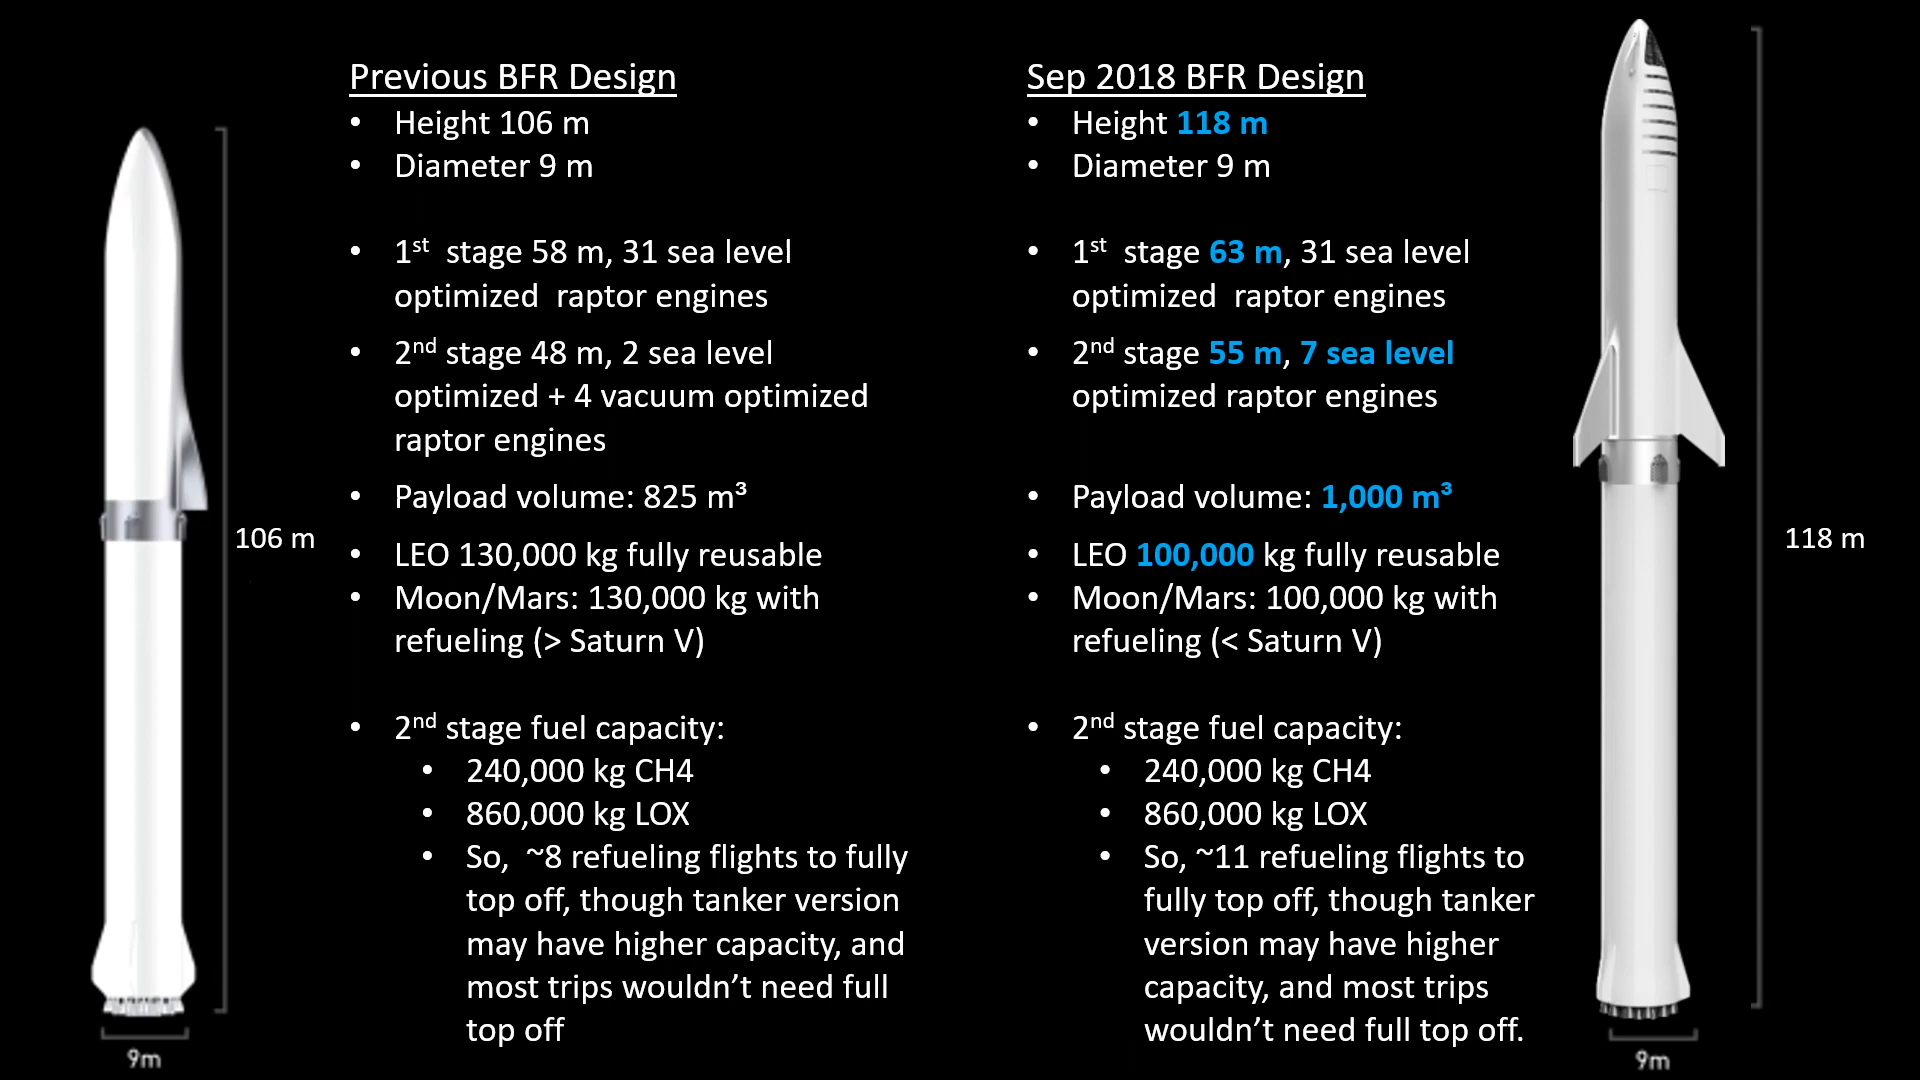 Previous BFR Design
• Height 106 m
• Diameter 9 m
• 1st stage 58 m, 31 sea level
optimized raptor engines
• 2nd stage 48 m, 2 sea level
optimized + 4 vacuum optimized
raptor engines
• Payload volume: 825 m³
• LEO 130,000 kg fully reusable
• Moon/Mars: 130,000 kg with
refueling (> Saturn V)
• 2nd stage fuel capacity:
• 240,000 kg CH4
• 860,000 kg LOX
• So, ~8 refueling flights to fully
top off, though tanker version
may have higher capacity, and
most trips wouldn’t need full
top off
106 m
9m
Sep 2018 BFR Design
• Height 118 m
• Diameter 9 m
• 1st stage 63 m, 31 sea level
optimized raptor engines
• 2nd stage 55 m, 7 sea level
optimized raptor engines
• Payload volume: 1,000 m³
• LEO 100,000 kg fully reusable
• Moon/Mars: 100,000 kg with
refueling (< Saturn V)
• 2nd stage fuel capacity:
• 240,000 kg CH4
• 860,000 kg LOX
• So, ~11 refueling flights to
fully top off, though tanker
version may have higher
capacity, and most trips
wouldn’t need full top off.
118 m
9m